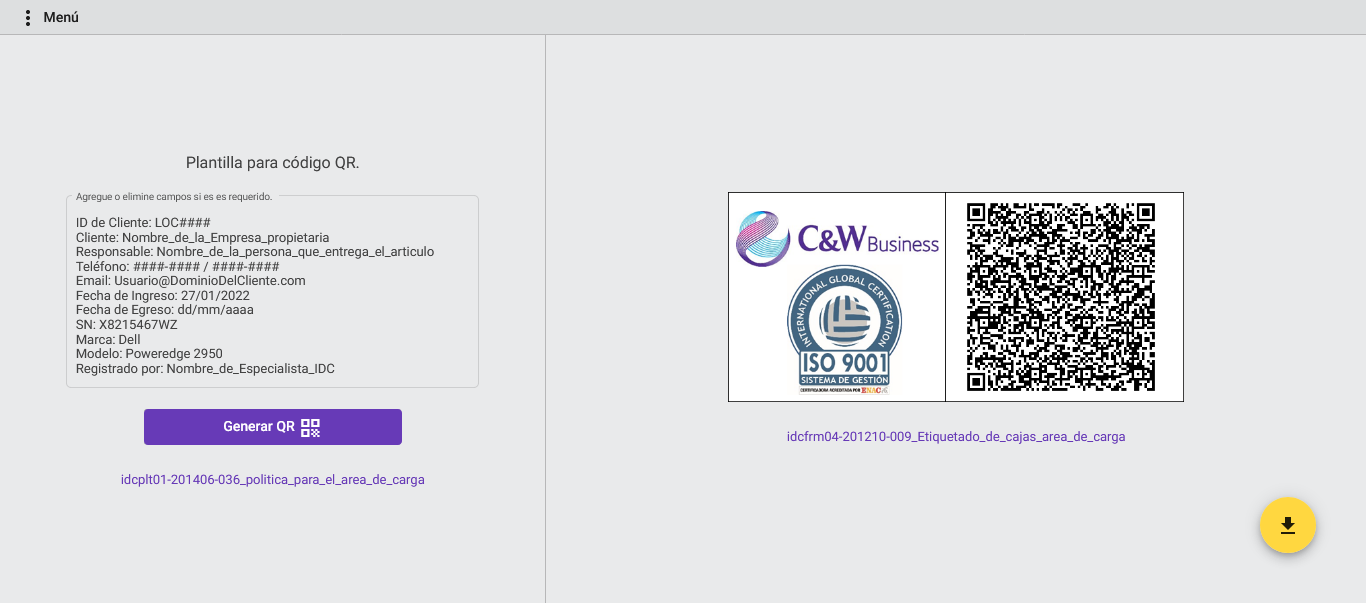 Menú
Plantilla para código QR.
Agregue o elimine campos si es es requerido.
ID de Cliente: LOC####
Cliente: Nombre_de_la_Empresa_propietaria
Responsable: Nombre_de_la_persona_que_entrega_el_articulo
Teléfono: ####-#### / ####-####
Email: Usuario@DominioDelCliente.com
Fecha de Ingreso: 27/01/2022
Fecha de Egreso: dd/mm/aaaa
SN: X8215467WZ
Marca: Dell
Modelo: Poweredge 2950
Registrado por: Nombre_de_Especialista_IDC
Generar QR
idcplt01-201406-036_politica_para_el_area_de_carga
C&W Business
INTERNATIONAL GLOBAL CERTIFICATION
ISO 9001
SISTEMA DE GESTIÓN
CERTIFICADORA ACREDITADA POR ENAC
idcfrm04-201210-009_Etiquetado_de_cajas_area_de_carga